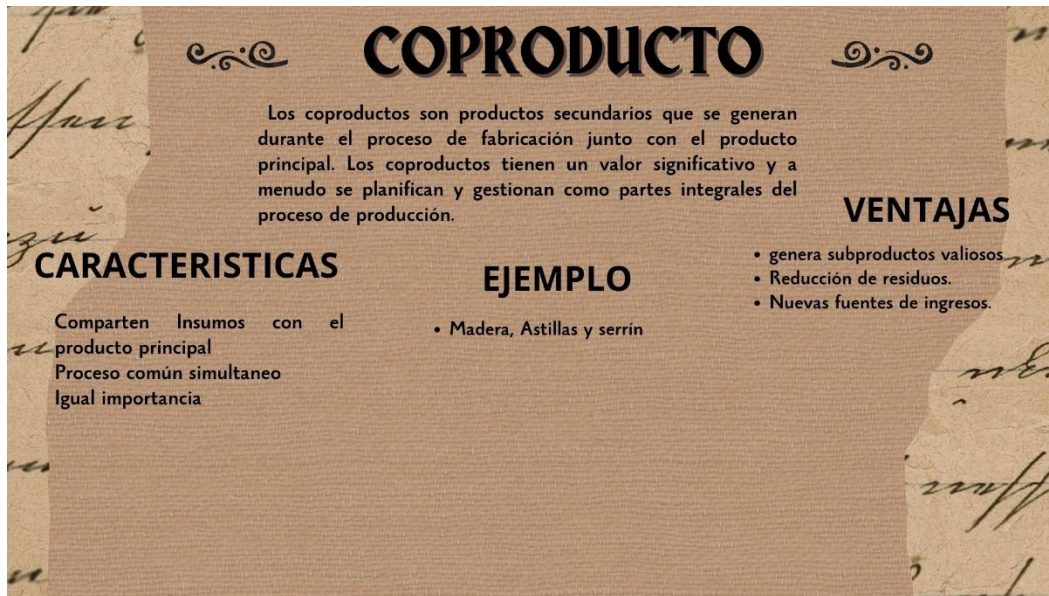 COPRODUCTO
Los coproductos son productos secundarios que se generan
durante el proceso de fabricación junto con el producto
principal. Los coproductos tienen un valor significativo y a
menudo se planifican y gestionan como partes integrales del
proceso de producción.
CARACTERISTICAS
Comparten Insumos con el
producto principal
Proceso común simultaneo
Igual importancia
EJEMPLO
• Madera, Astillas y serrín
VENTAJAS
• genera subproductos valiosos
• Reducción de residuos.
• Nuevas fuentes de ingresos.